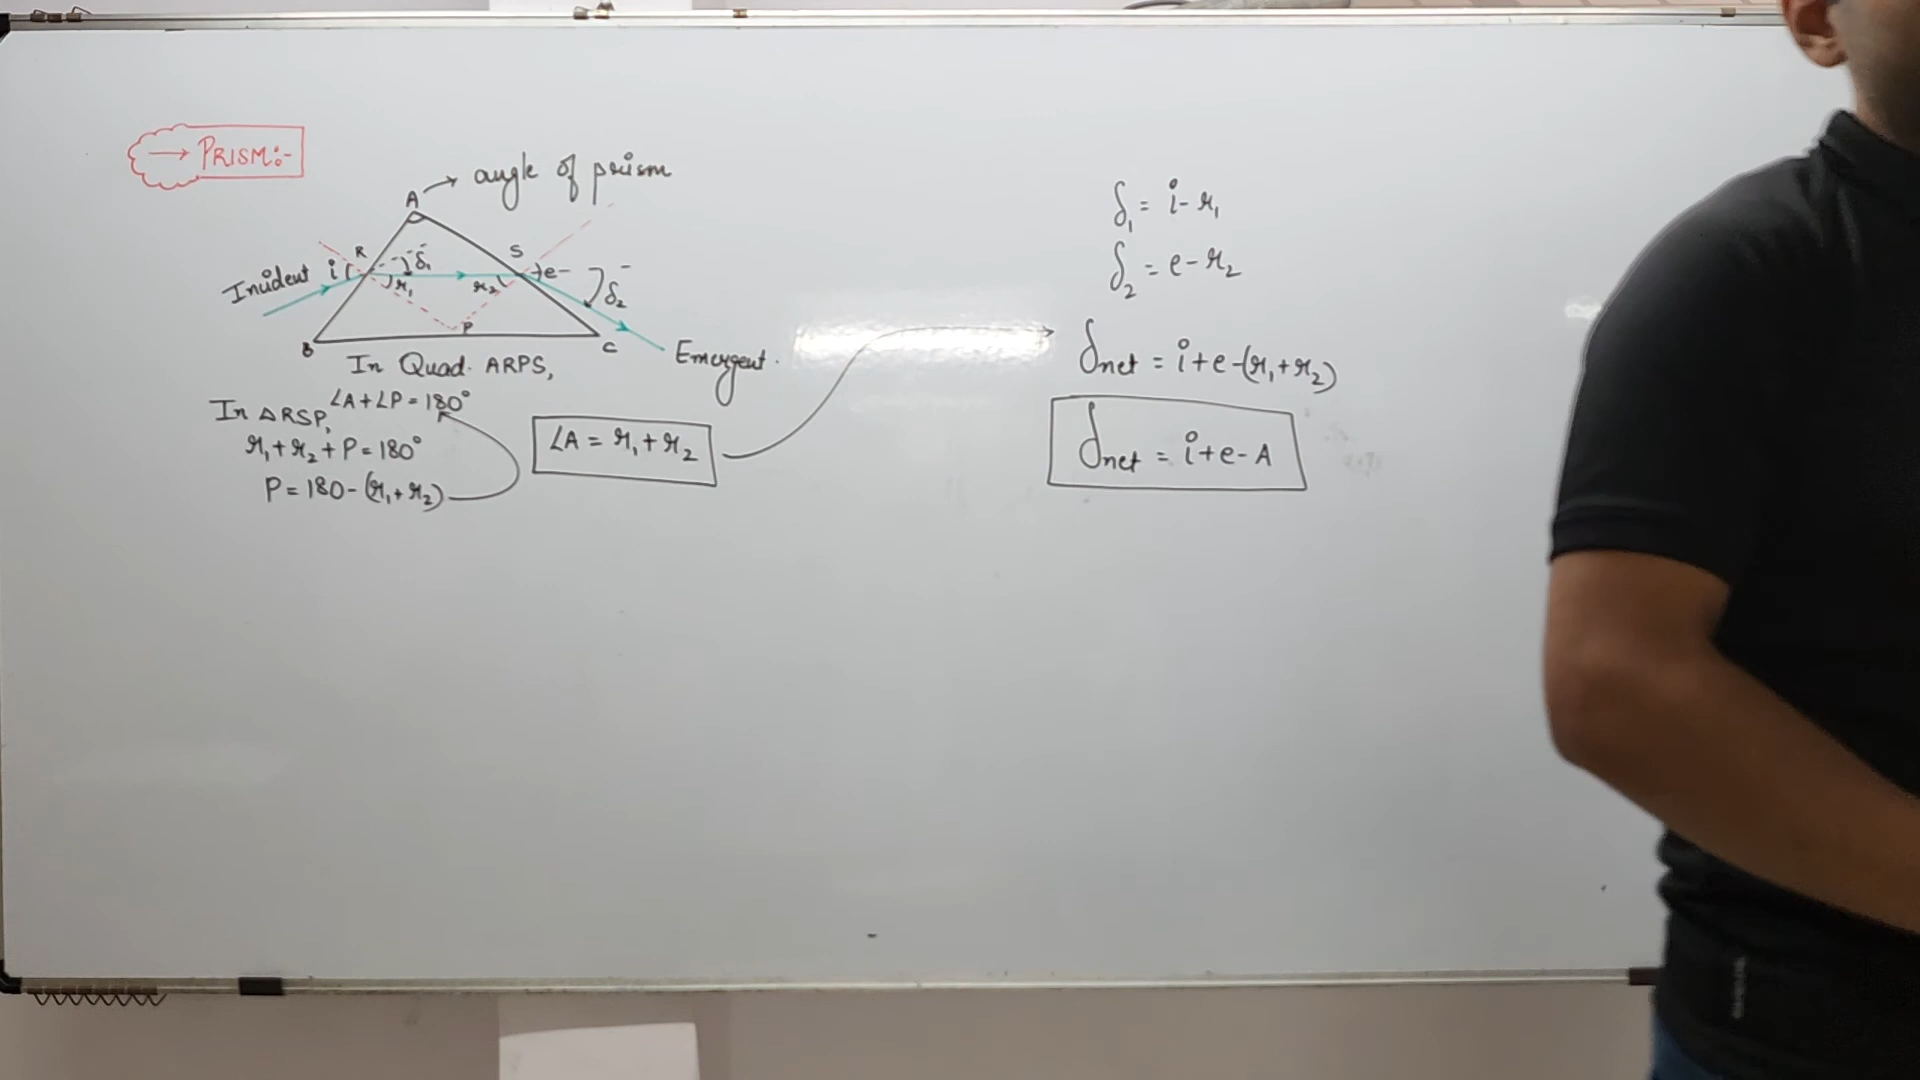 → PRISM:-
A → angle of prism
R
S
i
δ₁
r₁
r₂
e
δ₂
Incident
P
B
C
Emergent.
In Quad. ARPS,
∠A+∠P=180°
In △RSP,
r₁+r₂+P=180°
P=180-(r₁+r₂)
∠A = r₁+r₂
δ₁ = i-r₁
δ₂ = e-r₂
δnet = i+e-(r₁+r₂)
δnet = i+e-A